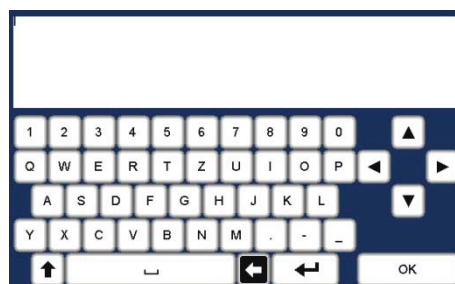 1 2 3 4 5 6 7 8 9 0
Q W E R T Z U I O P
A S D F G H J K L
Y X C V B N M . - _
OK